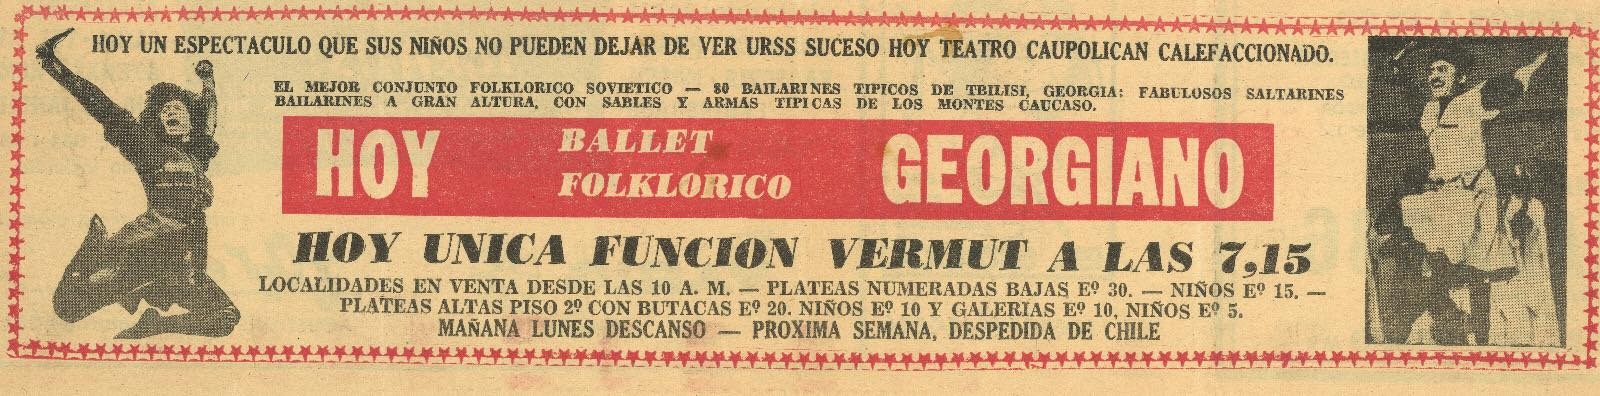 HOY UN ESPECTACULO QUE SUS NIÑOS NO PUEDEN DEJAR DE VER URSS SUCESO HOY TEATRO CAUPOLICAN CALEFACCIONADO.
EL MEJOR CONJUNTO FOLKLORICO SOVIETICO — 80 BAILARINES TIPICOS DE TBILISI, GEORGIA: FABULOSOS SALTARINES
BAILARINES A GRAN ALTURA, CON SABLES Y ARMAS TIPICAS DE LOS MONTES CAUCASO.
HOY BALLET FOLKLORICO GEORGIANO
HOY UNICA FUNCION VERMUT A LAS 7,15
LOCALIDADES EN VENTA DESDE LAS 10 A. M. — PLATEAS NUMERADAS BAJAS Eº 30. — NIÑOS Eº 15. —
PLATEAS ALTAS PISO 2º CON BUTACAS Eº 20. NIÑOS Eº 10 Y GALERIAS Eº 10, NIÑOS Eº 5.
MAÑANA LUNES DESCANSO — PROXIMA SEMANA, DESPEDIDA DE CHILE